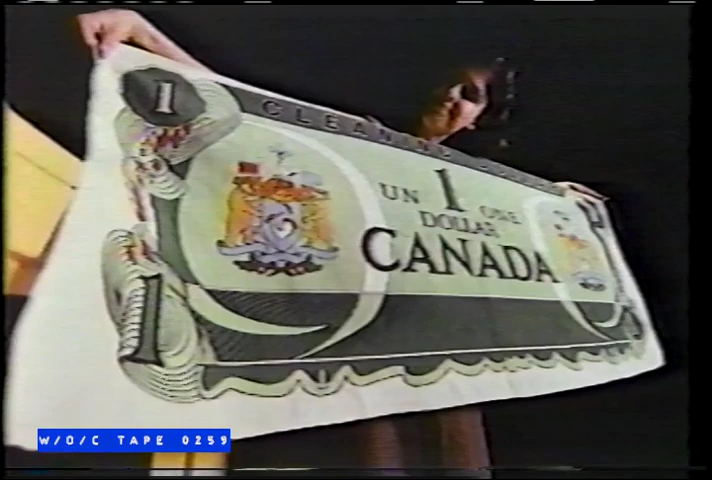 1
CLEANING
UN 1 ONE
DOLLAR
CANADA
1
W/O/C TAPE 0259